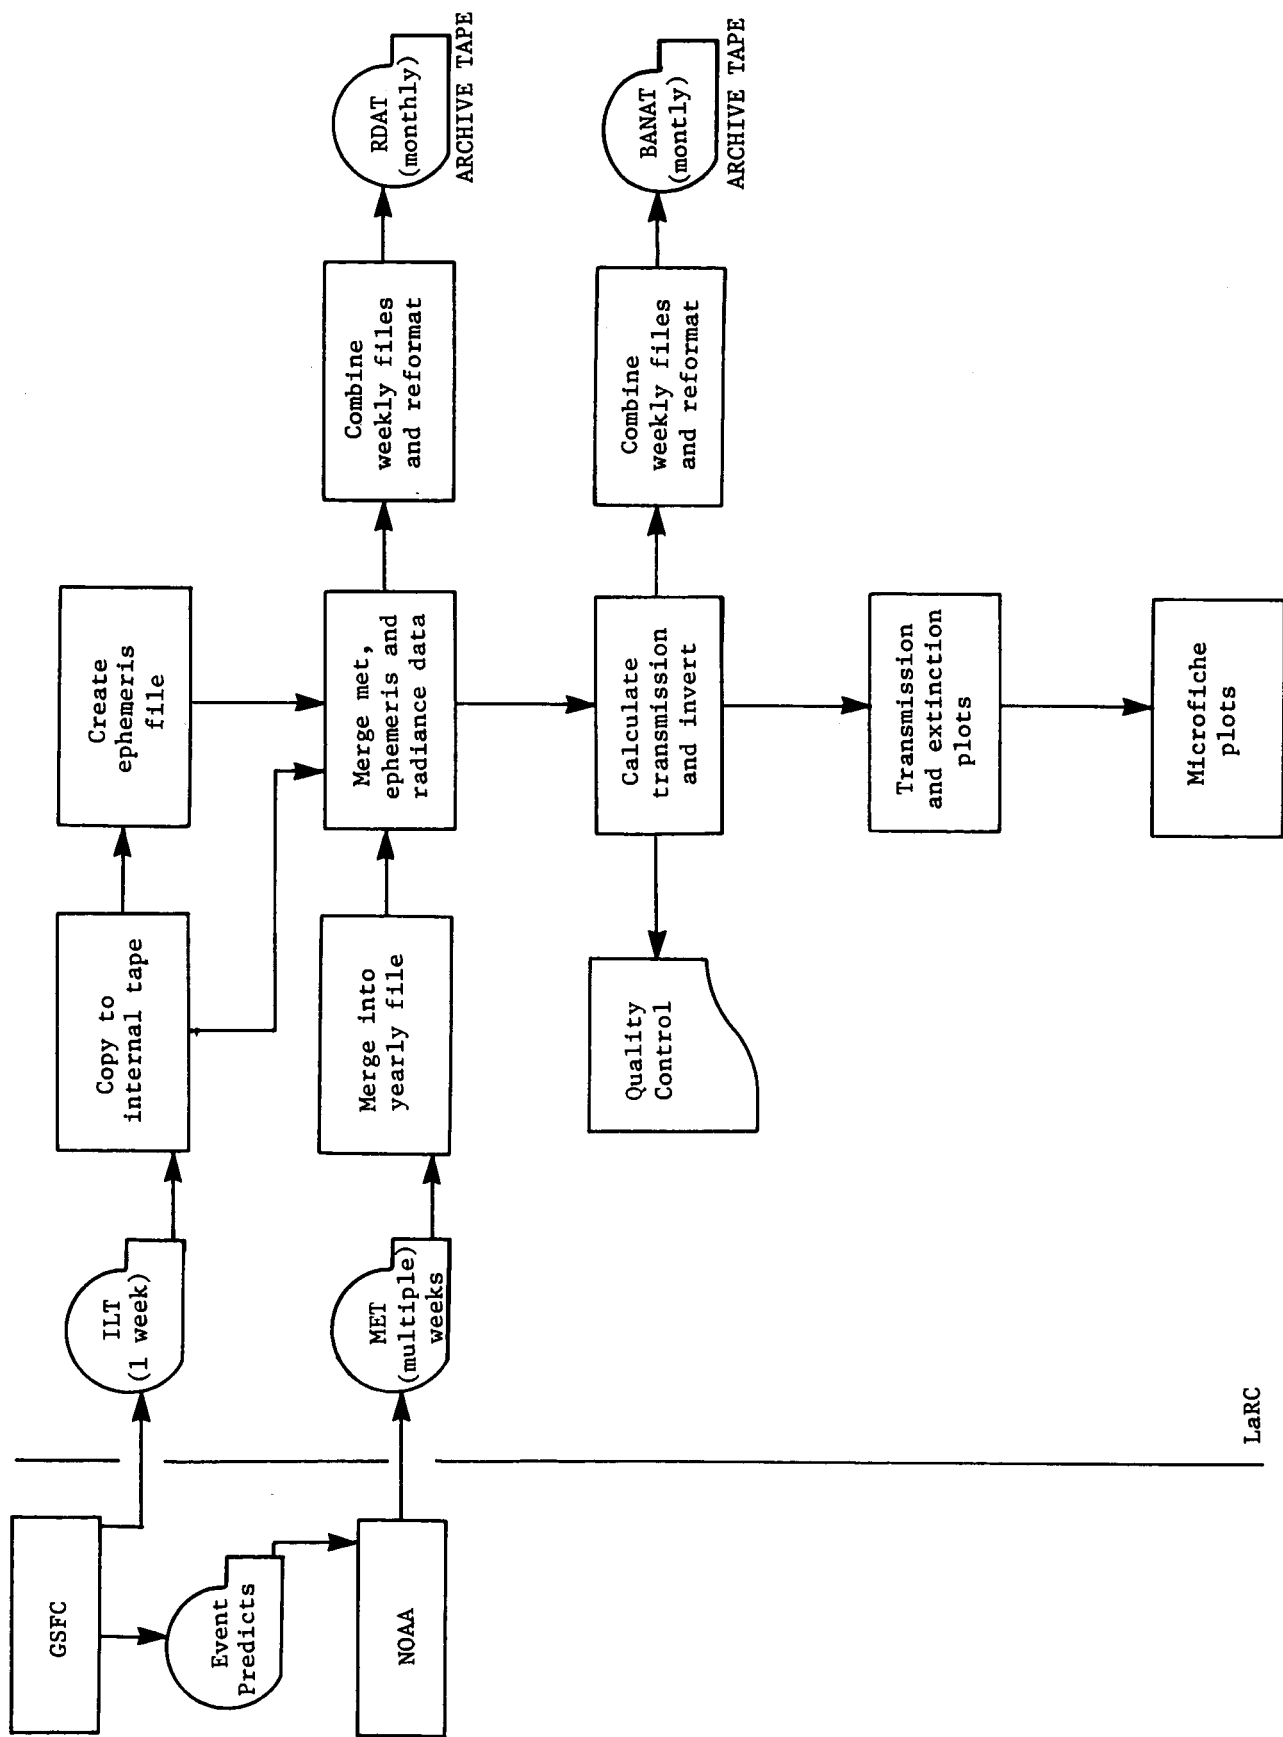 GSFC
Event
Predicts
NOAA
ILT
(1 week)
MET
(multiple)
weeks
LaRC
Copy to
internal tape
Create
ephemeris
file
Merge into
yearly file
Merge met,
ephemeris and
radiance data
Combine
weekly files
and reformat
RDAT
(monthly)
ARCHIVE TAPE
Quality
Control
Calculate
transmission
and invert
Combine
weekly files
and reformat
BANAT
(montly)
ARCHIVE TAPE
Transmission
and extinction
plots
Microfiche
plots